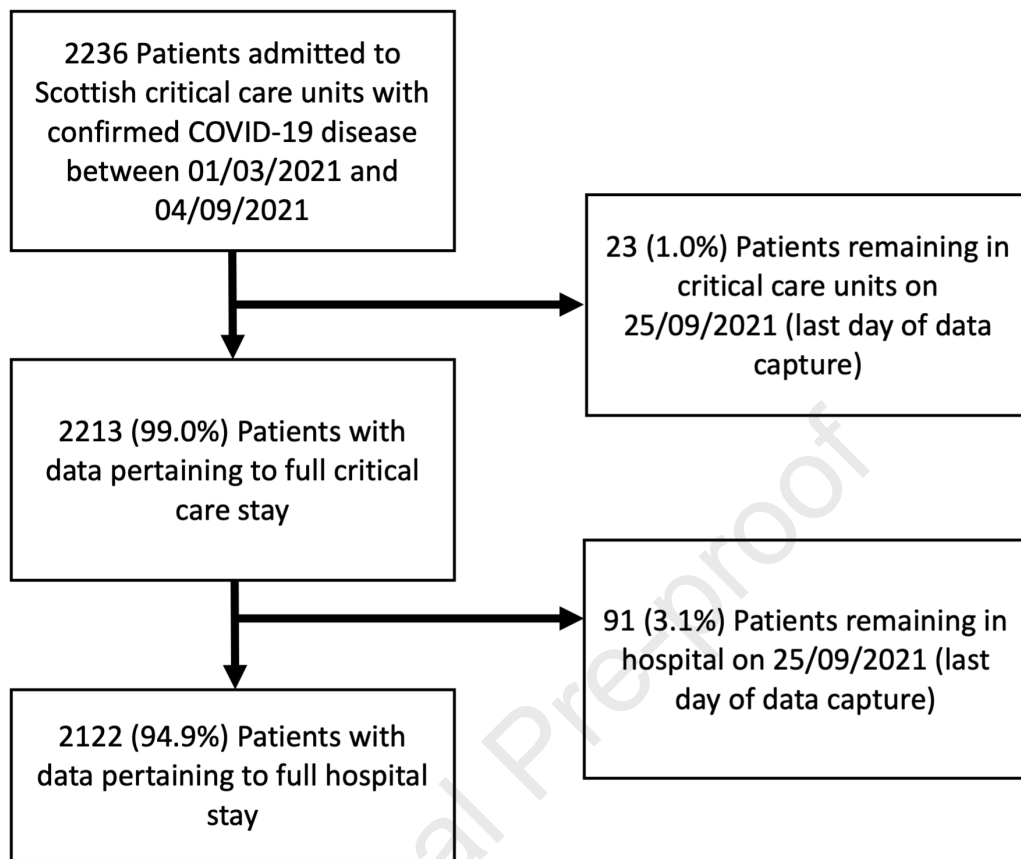 2236 Patients admitted to
Scottish critical care units with
confirmed COVID-19 disease
between 01/03/2021 and
04/09/2021
23 (1.0%) Patients remaining in
critical care units on
25/09/2021 (last day of data
capture)
2213 (99.0%) Patients with
data pertaining to full critical
care stay
91 (3.1%) Patients remaining in
hospital on 25/09/2021 (last
day of data capture)
2122 (94.9%) Patients with
data pertaining to full hospital
stay
al Pre-proof